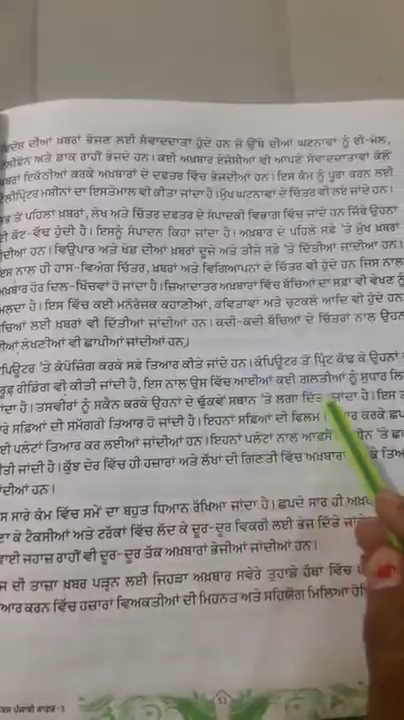 ਵਿਦੇਸ਼ ਦੀਆਂ ਖ਼ਬਰਾਂ ਭੇਜਣ ਲਈ ਸੰਵਾਦਦਾਤਾ ਹੁੰਦੇ ਹਨ ਜੋ ਉੱਥੇ ਦੀਆਂ ਘਟਨਾਵਾਂ ਨੂੰ ਈ-ਮੇਲ,
ਅਤੇ ਡਾਕ ਰਾਹੀਂ ਭੇਜਦੇ ਹਨ। ਕਈ ਅਖ਼ਬਾਰ ਏਜੰਸੀਆਂ ਵੀ ਆਪਣੇ ਸੰਵਾਦਦਾਤਾਵਾਂ ਕੋਲੋਂ
ਖ਼ਬਰਾਂ ਇਕੱਠੀਆਂ ਕਰਕੇ ਅਖ਼ਬਾਰਾਂ ਦੇ ਦਫ਼ਤਰ ਵਿੱਚ ਭੇਜਦੀਆਂ ਹਨ। ਇਸ ਕੰਮ ਨੂੰ ਪੂਰਾ ਕਰਨ ਲਈ
ਮਸ਼ੀਨਾਂ ਦਾ ਇਸਤੇਮਾਲ ਵੀ ਕੀਤਾ ਜਾਂਦਾ ਹੈ। ਮੁੱਖ ਘਟਨਾਵਾਂ ਦੇ ਚਿੱਤਰ ਵੀ ਲਏ ਜਾਂਦੇ ਹਨ।
ਤੋਂ ਪਹਿਲਾਂ ਖ਼ਬਰਾਂ, ਲੇਖ ਅਤੇ ਚਿੱਤਰ ਦਫ਼ਤਰ ਦੇ ਸੰਪਾਦਕੀ ਵਿਭਾਗ ਵਿੱਚ ਜਾਂਦੇ ਹਨ ਜਿੱਥੇ ਉਹਨਾਂ
ਦੀ ਕੱਟ-ਵੱਢ ਹੁੰਦੀ ਹੈ। ਇਸਨੂੰ ਸੰਪਾਦਨ ਕਿਹਾ ਜਾਂਦਾ ਹੈ। ਅਖ਼ਬਾਰ ਦੇ ਪਹਿਲੇ ਸਫ਼ੇ 'ਤੇ ਮੁੱਖ ਖ਼ਬਰਾਂ
ਹੁੰਦੀਆਂ ਹਨ। ਵਿਉਪਾਰ ਅਤੇ ਖੇਡ ਦੀਆਂ ਖ਼ਬਰਾਂ ਦੂਜੇ ਅਤੇ ਤੀਜੇ ਸਫ਼ੇ 'ਤੇ ਦਿੱਤੀਆਂ ਜਾਂਦੀਆਂ ਹਨ।
ਇਸ ਨਾਲ ਹੀ ਹਾਸ-ਵਿਅੰਗ ਚਿੱਤਰ, ਖ਼ਬਰਾਂ ਅਤੇ ਵਿਗਿਆਪਨਾਂ ਦੇ ਚਿੱਤਰ ਵੀ ਹੁੰਦੇ ਹਨ ਜਿਸ ਨਾਲ
ਅਖ਼ਬਾਰ ਹੋਰ ਦਿਲ-ਖਿੱਚਵਾਂ ਹੋ ਜਾਂਦਾ ਹੈ। ਜ਼ਿਆਦਾਤਰ ਅਖ਼ਬਾਰਾਂ ਵਿੱਚ ਬੱਚਿਆਂ ਦਾ ਸਫ਼ਾ ਵੀ ਵੇਖਣ ਨੂੰ
ਮਿਲਦਾ ਹੈ। ਇਸ ਵਿੱਚ ਕਈ ਮਨੋਰੰਜਕ ਕਹਾਣੀਆਂ, ਕਵਿਤਾਵਾਂ ਅਤੇ ਚੁਟਕਲੇ ਆਦਿ ਵੀ ਹੁੰਦੇ ਹਨ
ਬੱਚਿਆਂ ਲਈ ਖ਼ਬਰਾਂ ਵੀ ਦਿੱਤੀਆਂ ਜਾਂਦੀਆਂ ਹਨ। ਕਦੀ-ਕਦੀ ਬੱਚਿਆਂ ਦੇ ਚਿੱਤਰਾਂ ਨਾਲ ਉਹਨਾਂ
ਦੀਆਂ ਲੇਖਣੀਆਂ ਵੀ ਛਾਪੀਆਂ ਜਾਂਦੀਆਂ ਹਨ।
ਕੰਪਿਊਟਰ 'ਤੇ ਕੰਪੋਜ਼ਿੰਗ ਕਰਕੇ ਸਫ਼ੇ ਤਿਆਰ ਕੀਤੇ ਜਾਂਦੇ ਹਨ। ਕੰਪਿਊਟਰ ਤੋਂ ਪ੍ਰਿੰਟ ਕੱਢ ਕੇ ਉਹਨਾਂ
ਪਰੂਫ਼ ਰੀਡਿੰਗ ਵੀ ਕੀਤੀ ਜਾਂਦੀ ਹੈ, ਇਸ ਨਾਲ ਉਸ ਵਿੱਚ ਆਈਆਂ ਕਈ ਗਲਤੀਆਂ ਨੂੰ ਸੁਧਾਰ ਲਿ
ਜਾਂਦਾ ਹੈ। ਤਸਵੀਰਾਂ ਨੂੰ ਸਕੈਨ ਕਰਕੇ ਉਹਨਾਂ ਦੇ ਢੁੱਕਵੇਂ ਸਥਾਨ 'ਤੇ ਲਗਾ ਦਿੱਤਾ ਜਾਂਦਾ ਹੈ। ਇਸ
ਸਾਰੇ ਸਫ਼ਿਆਂ ਦੀ ਸਮੱਗਰੀ ਤਿਆਰ ਹੋ ਜਾਂਦੀ ਹੈ। ਇਹਨਾਂ ਸਫ਼ਿਆਂ ਦੀ ਫਿਲਮ ਕਰਕੇ
ਪਲੇਟਾਂ ਤਿਆਰ ਕਰ ਲਈਆਂ ਜਾਂਦੀਆਂ ਹਨ। ਇਹਨਾਂ ਪਲੇਟਾਂ ਨਾਲ 'ਤੇ
ਕੀਤੀ ਜਾਂਦੀ ਹੈ। ਕੁੱਝ ਦੇਰ ਵਿੱਚ ਹੀ ਹਜ਼ਾਰਾਂ ਅਤੇ ਲੱਖਾਂ ਦੀ ਗਿਣਤੀ ਵਿੱਚ ਅਖ਼ਬਾਰਾਂ
ਜਾਂਦੀਆਂ ਹਨ।
ਇਸ ਸਾਰੇ ਕੰਮ ਵਿੱਚ ਸਮੇਂ ਦਾ ਬਹੁਤ ਧਿਆਨ ਰੱਖਿਆ ਜਾਂਦਾ ਹੈ। ਛਪਦੇ ਸਾਰ ਹੀ
ਕੇ ਟੈਕਸੀਆਂ ਅਤੇ ਟਰੱਕਾਂ ਵਿੱਚ ਲੱਦ ਕੇ ਦੂਰ-ਦੂਰ ਵਿਕਰੀ ਲਈ ਭੇਜ ਦਿੱਤੇ
ਹਵਾਈ ਜਹਾਜ਼ ਰਾਹੀਂ ਵੀ ਦੂਰ-ਦੂਰ ਤੱਕ ਅਖ਼ਬਾਰਾਂ ਭੇਜੀਆਂ ਜਾਂਦੀਆਂ ਹਨ।
ਦੀ ਤਾਜ਼ਾ ਖ਼ਬਰ ਪੜ੍ਹਨ ਲਈ ਜਿਹੜਾ ਅਖ਼ਬਾਰ ਸਵੇਰੇ ਤੁਹਾਡੇ ਹੱਥਾਂ ਵਿੱਚ
ਤਿਆਰ ਕਰਨ ਵਿੱਚ ਹਜ਼ਾਰਾਂ ਵਿਅਕਤੀਆਂ ਦੀ ਮਿਹਨਤ ਅਤੇ ਸਹਿਯੋਗ ਮਿਲਿਆ
ਪੰਜਾਬੀ